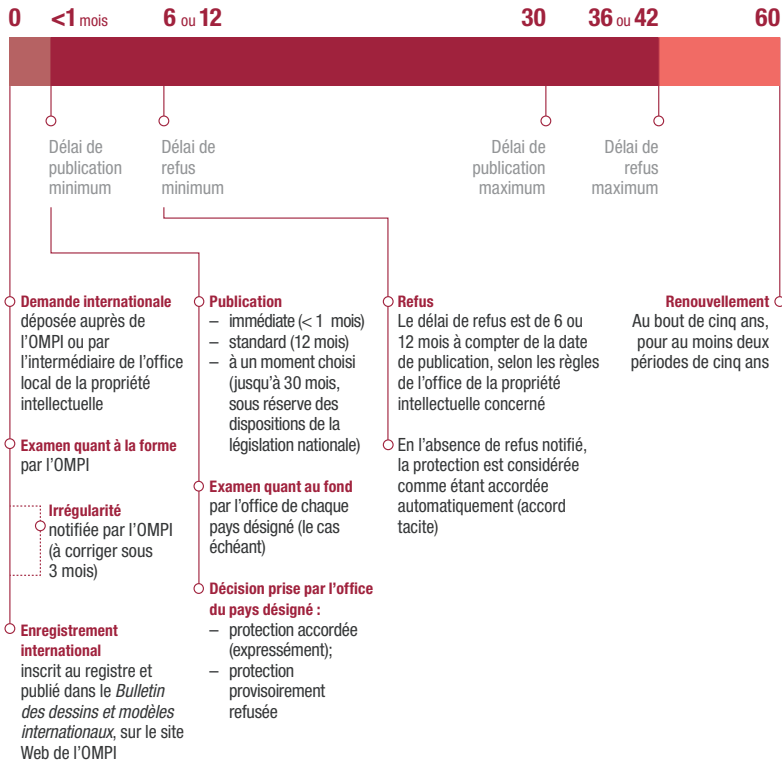 0 <1 mois 6 ou 12 30 36 ou 42 60
Délai de
publication
minimum
Délai de
refus
minimum
Délai de
publication
maximum
Délai de
refus
maximum
Demande internationale
déposée auprès de
l’OMPI ou par
l’intermédiaire de l’office
local de la propriété
intellectuelle
Examen quant à la forme
par l’OMPI
Irrégularité
notifiée par l’OMPI
(à corriger sous
3 mois)
Enregistrement
international
inscrit au registre et
publié dans le Bulletin
des dessins et modèles
internationaux, sur le site
Web de l’OMPI
Publication
– immédiate (< 1 mois)
– standard (12 mois)
– à un moment choisi
(jusqu’à 30 mois,
sous réserve des
dispositions de la
législation nationale)
Examen quant au fond
par l’office de chaque
pays désigné (le cas
échéant)
Décision prise par l’office
du pays désigné :
– protection accordée
(expressément);
– protection
provisoirement
refusée
Refus
Le délai de refus est de 6 ou
12 mois à compter de la date
de publication, selon les règles
de l’office de la propriété
intellectuelle concerné
En l’absence de refus notifié,
la protection est considérée
comme étant accordée
automatiquement (accord
tacite)
Renouvellement
Au bout de cinq ans,
pour au moins deux
périodes de cinq ans